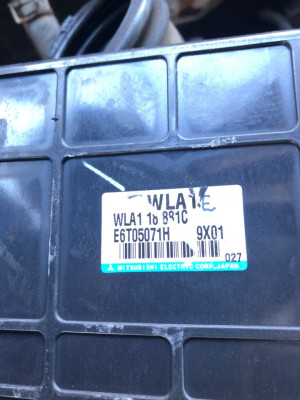 WLA1E
WLA1 18 881C
E6T05071H 9X01
027
MITSUBISHI ELECTRIC CORP. JAPAN